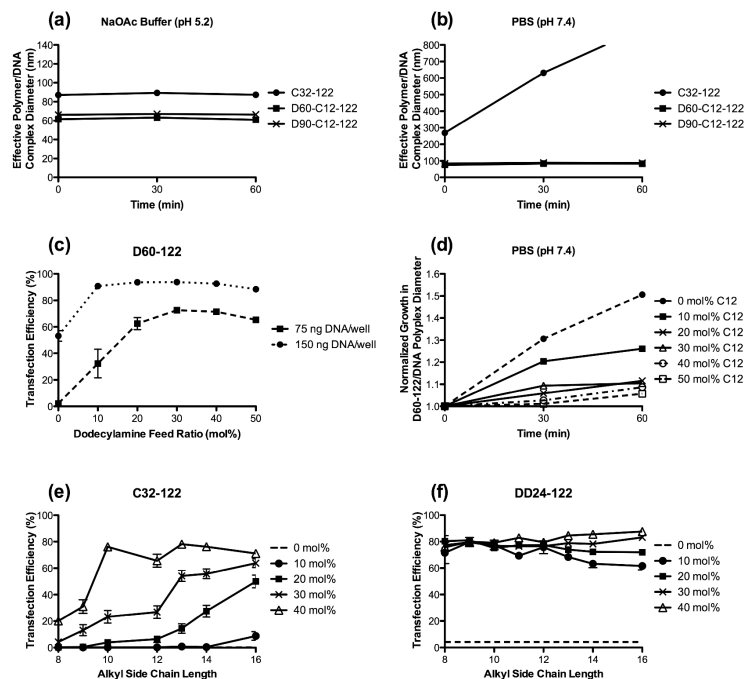 (a)
NaOAc Buffer (pH 5.2)
Effective Polymer/DNA
Complex Diameter (nm)
140
120
100
80
60
40
20
0
0
30
60
Time (min)
C32-122
D60-C12-122
D90-C12-122
(b)
PBS (pH 7.4)
Effective Polymer/DNA
Complex Diameter (nm)
800
700
600
500
400
300
200
100
0
0
30
60
Time (min)
C32-122
D60-C12-122
D90-C12-122
(c)
D60-122
Transfection Efficiency (%)
100
80
60
40
20
0
0
10
20
30
40
50
Dodecylamine Feed Ratio (mol%)
75 ng DNA/well
150 ng DNA/well
(d)
PBS (pH 7.4)
Normalized Growth in
D60-122/DNA Polyplex Diameter
1.6
1.5
1.4
1.3
1.2
1.1
1.0
0
30
60
Time (min)
0 mol% C12
10 mol% C12
20 mol% C12
30 mol% C12
40 mol% C12
50 mol% C12
(e)
C32-122
Transfection Efficiency (%)
100
80
60
40
20
0
8
10
12
14
16
Alkyl Side Chain Length
0 mol%
10 mol%
20 mol%
30 mol%
40 mol%
(f)
DD24-122
Transfection Efficiency (%)
100
80
60
40
20
0
8
10
12
14
16
Alkyl Side Chain Length
0 mol%
10 mol%
20 mol%
30 mol%
40 mol%